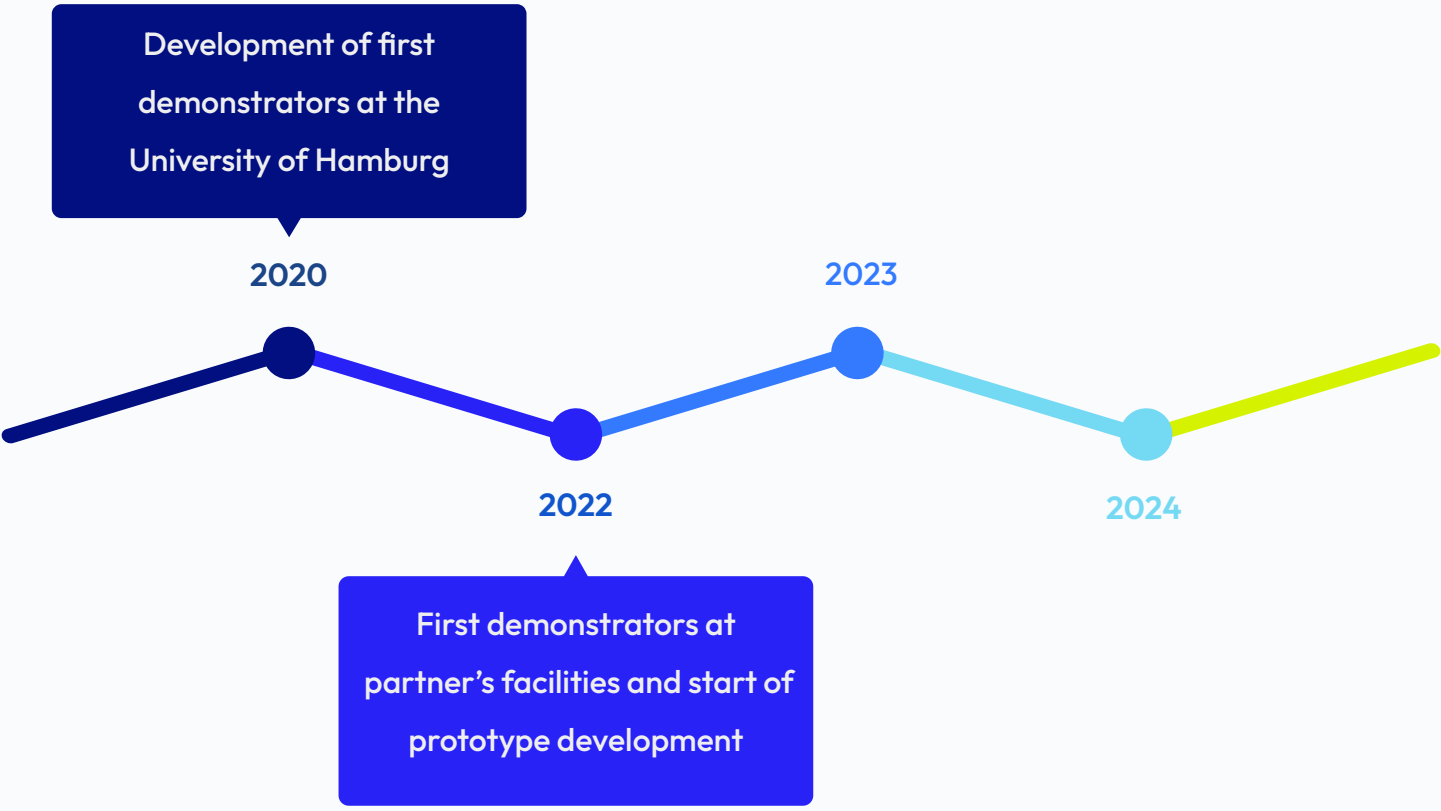 Development of first
demonstrators at the
University of Hamburg
2020
2023
2022
2024
First demonstrators at
partner’s facilities and start of
prototype development